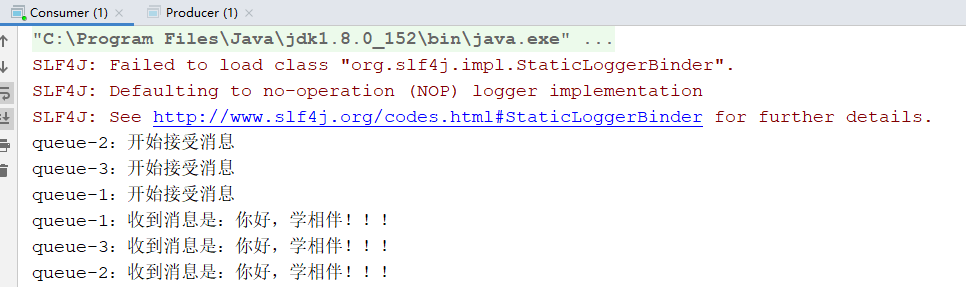 Consumer (1) × Producer (1) ×
"C:\Program Files\Java\jdk1.8.0_152\bin\java.exe" ...
SLF4J: Failed to load class "org.slf4j.impl.StaticLoggerBinder".
SLF4J: Defaulting to no-operation (NOP) logger implementation
SLF4J: See http://www.slf4j.org/codes.html#StaticLoggerBinder for further details.
queue-2：开始接受消息
queue-3：开始接受消息
queue-1：开始接受消息
queue-1：收到消息是：你好，学相伴！！！
queue-3：收到消息是：你好，学相伴！！！
queue-2：收到消息是：你好，学相伴！！！